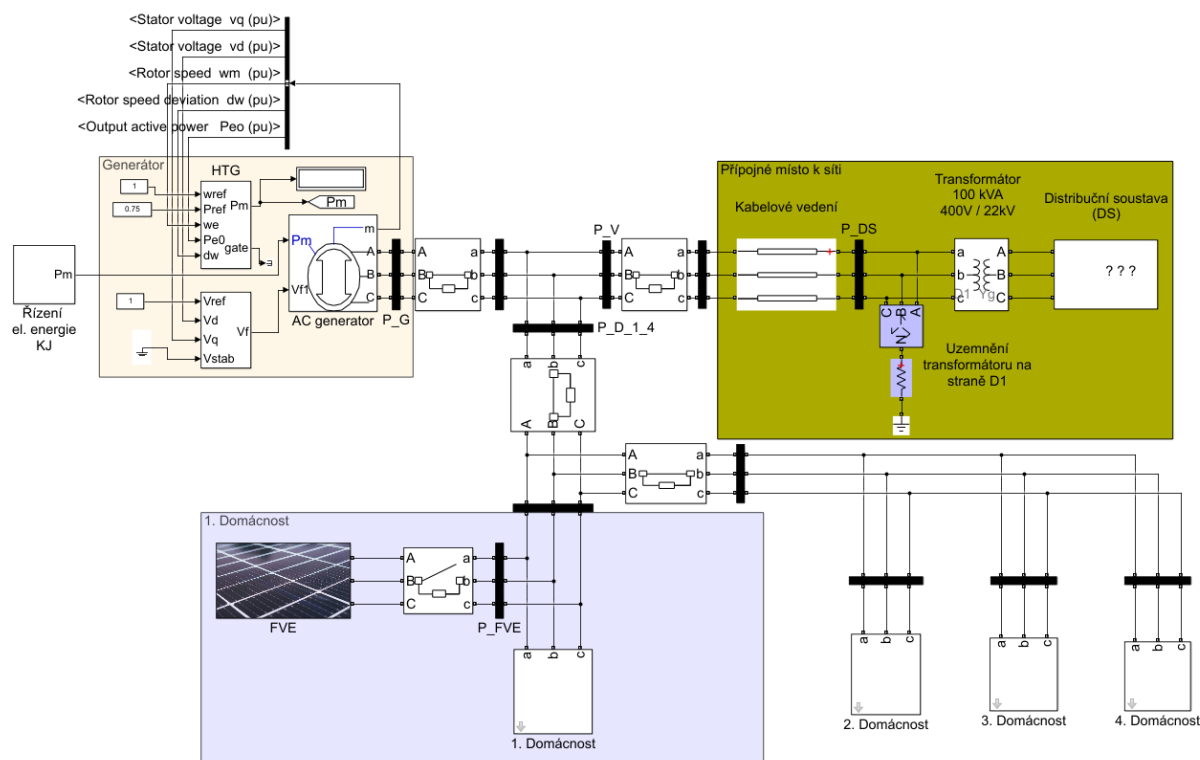 <Stator voltage  vq (pu)>
<Stator voltage  vd (pu)>
<Rotor speed  wm  (pu)>
<Rotor speed deviation  dw (pu)>
<Output active power   Peo (pu)>
Generátor
HTG
1
0.75
wref
Pref
we
Pe0
dw
Pm
gate
Pm
Pm
Řízení
el. energie
KJ
1
Vref
Vd
Vq
Vstab
Vf
Pm
Vf1
m
A
B
C
AC generator
P_G
A
B
C
a
b
c
P_V
A
B
C
a
b
c
Přípojné místo k síti
Kabelové vedení
P_DS
Transformátor
100 kVA
400V / 22kV
a
b
c
A
B
C
D1
Yg
Distribuční soustava
(DS)
? ? ?
C
B
A
N
Uzemnění
transformátoru na
straně D1
P_D_1_4
a
b
c
A
B
C
A
B
C
a
b
c
1. Domácnost
FVE
A
B
C
a
b
c
P_FVE
a
b
c
1. Domácnost
a
b
c
2. Domácnost
a
b
c
3. Domácnost
a
b
c
4. Domácnost